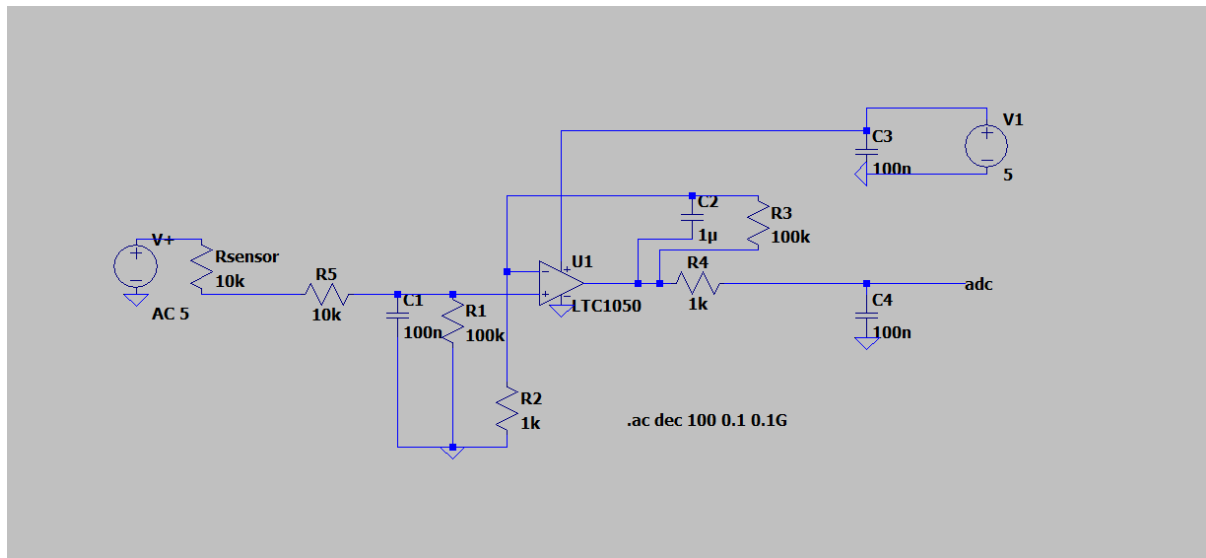 V1
C3
100n
5
C2
1µ
R3
100k
V+
Rsensor
10k
AC 5
R5
10k
C1
100n
R1
100k
U1
LTC1050
R4
1k
adc
C4
100n
R2
1k
.ac dec 100 0.1 0.1G